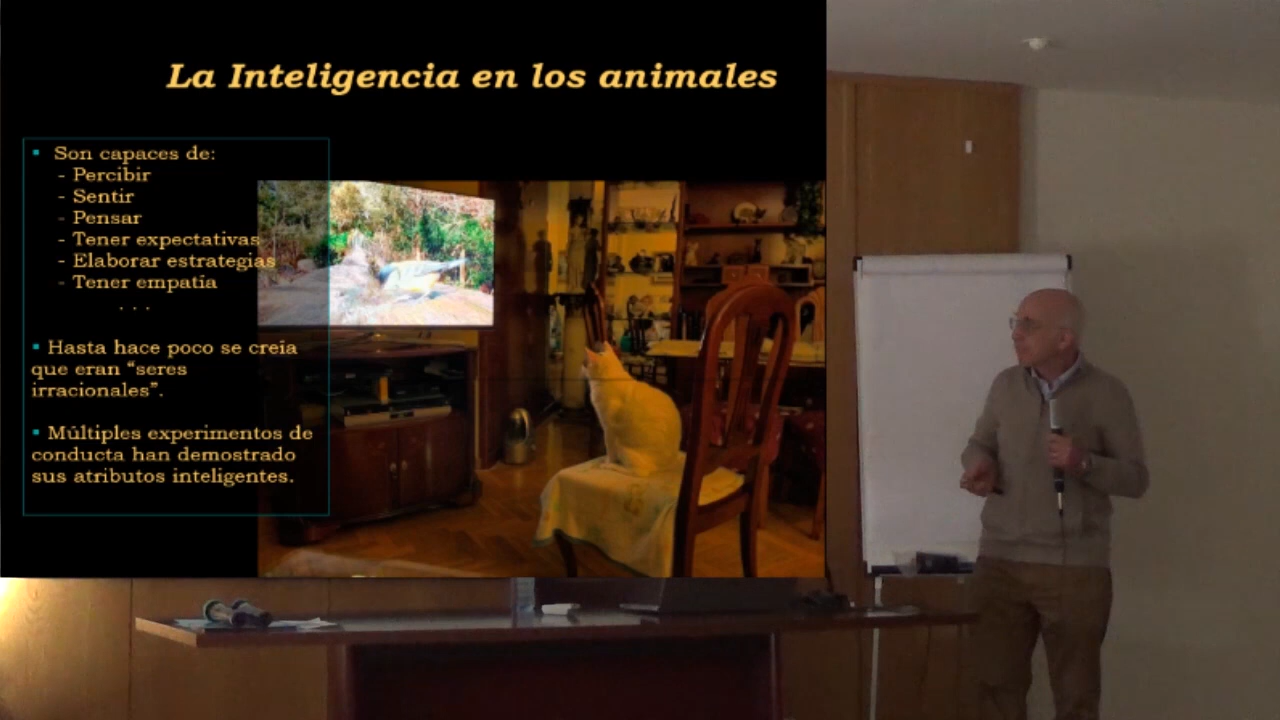 La Inteligencia en los animales
▪ Son capaces de:
- Percibir
- Sentir
- Pensar
- Tener expectativas
- Elaborar estrategias
- Tener empatía
. . .
▪ Hasta hace poco se creía
que eran “seres
irracionales”.
▪ Múltiples experimentos de
conducta han demostrado
sus atributos inteligentes.